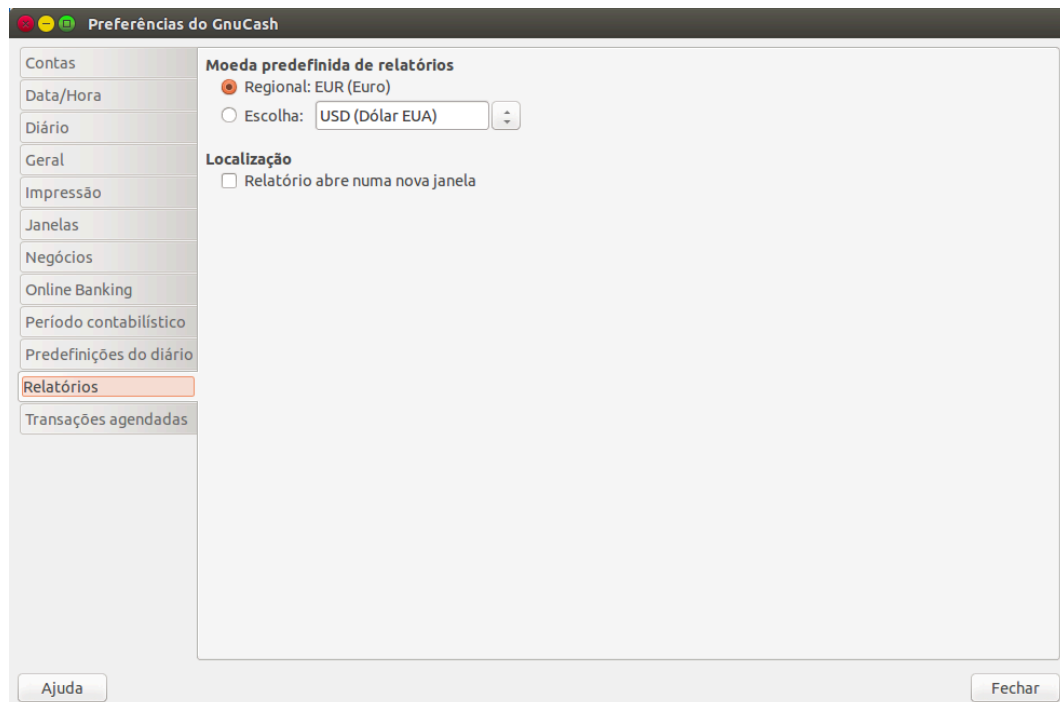 Preferências do GnuCash
Contas
Data/Hora
Diário
Geral
Impressão
Janelas
Negócios
Online Banking
Período contabilístico
Predefinições do diário
Relatórios
Transações agendadas
Moeda predefinida de relatórios
Regional: EUR (Euro)
Escolha: USD (Dólar EUA)
Localização
Relatório abre numa nova janela
Ajuda
Fechar